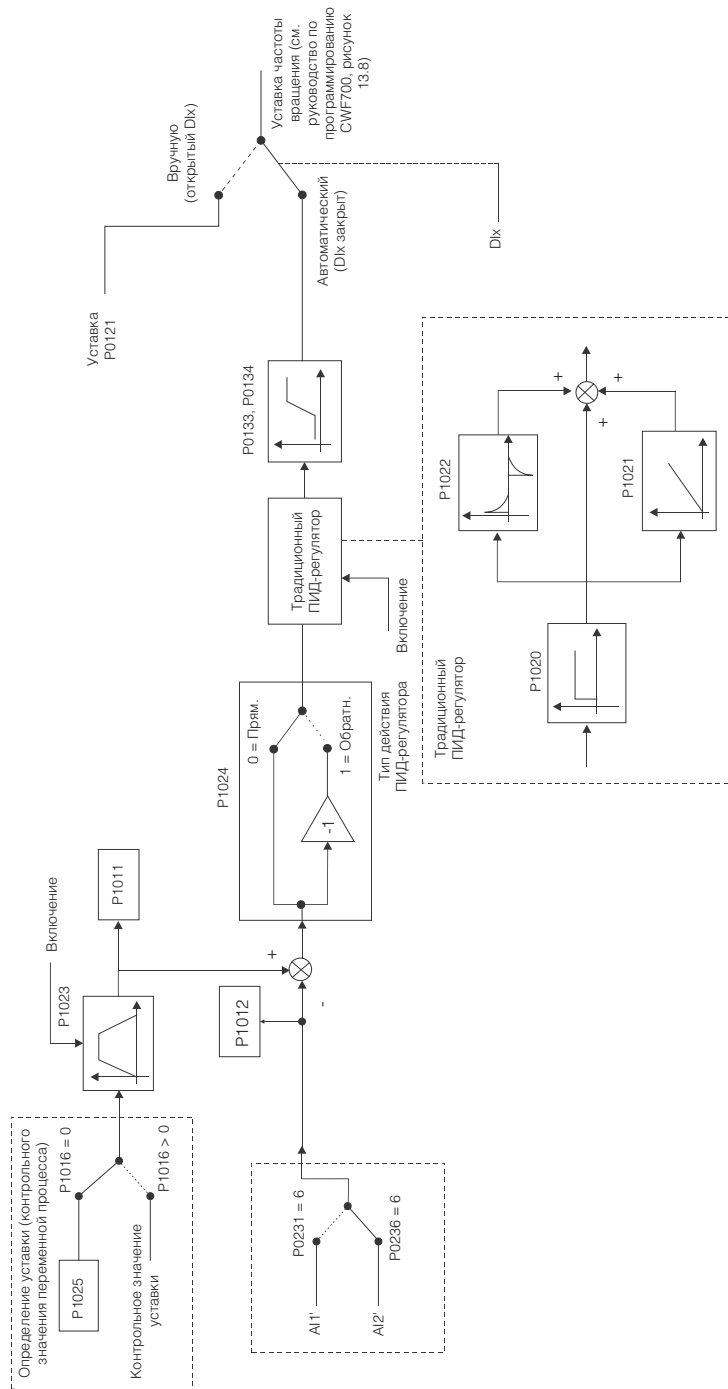 Определение уставки (контрольного
значения переменной процесса)
P1025
P1016 = 0
P1016 > 0
Контрольное значение
уставки
P1023
Включение
P1011
AI1'
AI2'
P0231 = 6
P0236 = 6
P1012
+
-
P1024
0 = Прям.
1 = Обратн.
-1
Тип действия
ПИД-регулятора
Традиционный
ПИД-регулятор
Включение
P0133, P0134
Уставка
P0121
Вручную
(открытый DIx)
Автоматический
(DIx закрыт)
DIx
Уставка частоты
вращения (см.
руководство по
программированию
CWF700, рисунок
13.8)
Традиционный
ПИД-регулятор
P1020
P1022
P1021
+
+
+